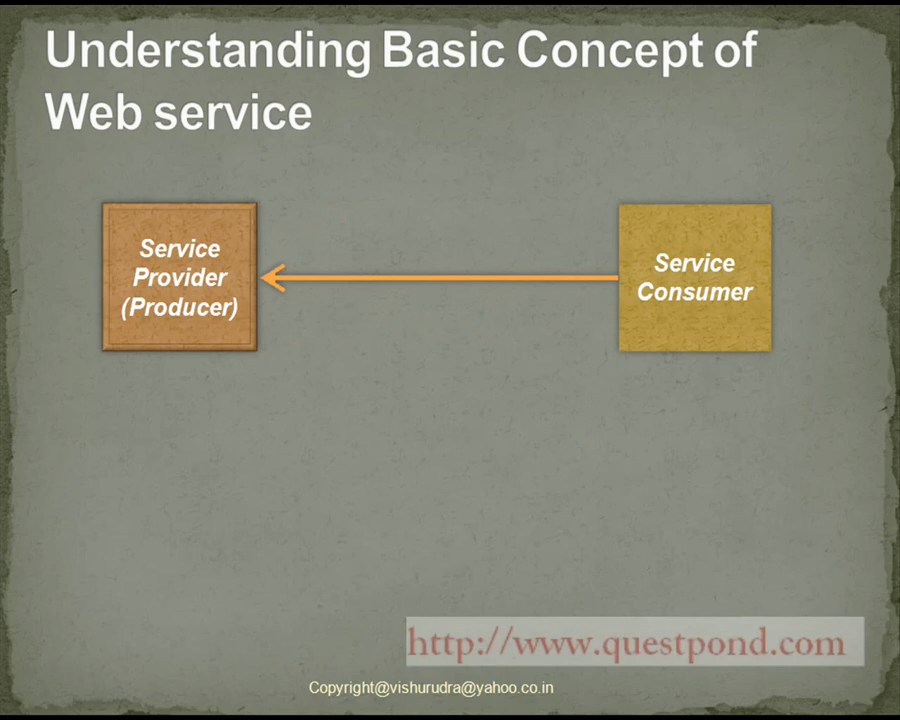 Understanding Basic Concept of
Web service
Service
Provider
(Producer)
Service
Consumer
http://www.questpond.com
Copyright@vishurudra@yahoo.co.in